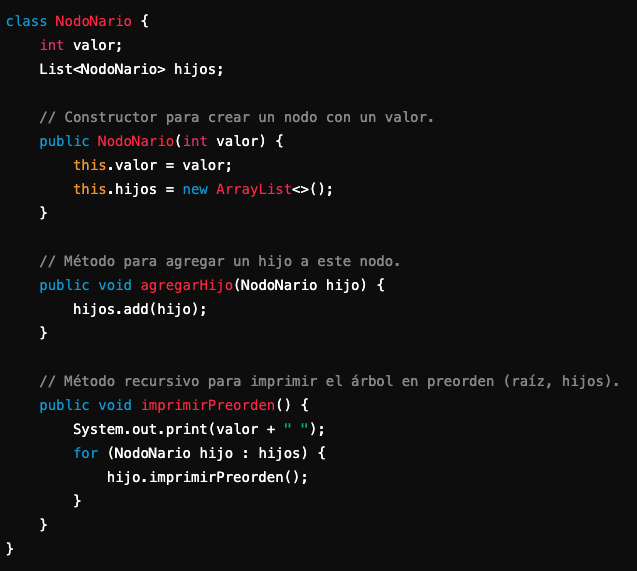 class NodoNario {
    int valor;
    List<NodoNario> hijos;

    // Constructor para crear un nodo con un valor.
    public NodoNario(int valor) {
        this.valor = valor;
        this.hijos = new ArrayList<>();
    }

    // Método para agregar un hijo a este nodo.
    public void agregarHijo(NodoNario hijo) {
        hijos.add(hijo);
    }

    // Método recursivo para imprimir el árbol en preorden (raíz, hijos).
    public void imprimirPreorden() {
        System.out.print(valor + " ");
        for (NodoNario hijo : hijos) {
            hijo.imprimirPreorden();
        }
    }
}